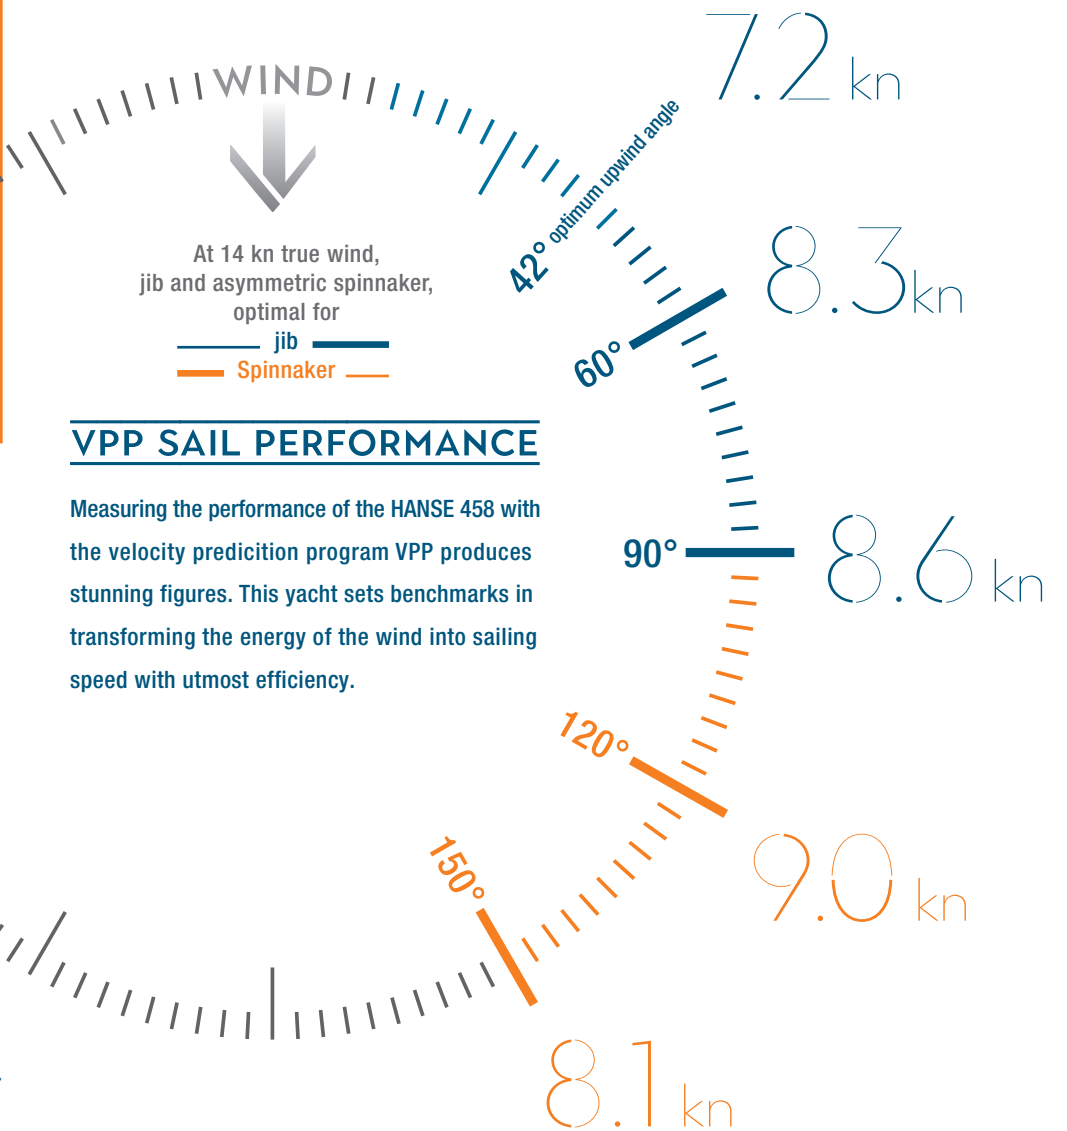 WIND
At 14 kn true wind,
jib and asymmetric spinnaker,
optimal for
jib
Spinnaker
VPP SAIL PERFORMANCE
Measuring the performance of the HANSE 458 with
the velocity predicition program VPP produces
stunning figures. This yacht sets benchmarks in
transforming the energy of the wind into sailing
speed with utmost efficiency.
42° optimum upwind angle
7.2 kn
60°
8.3 kn
90°
8.6 kn
120°
9.0 kn
150°
8.1 kn